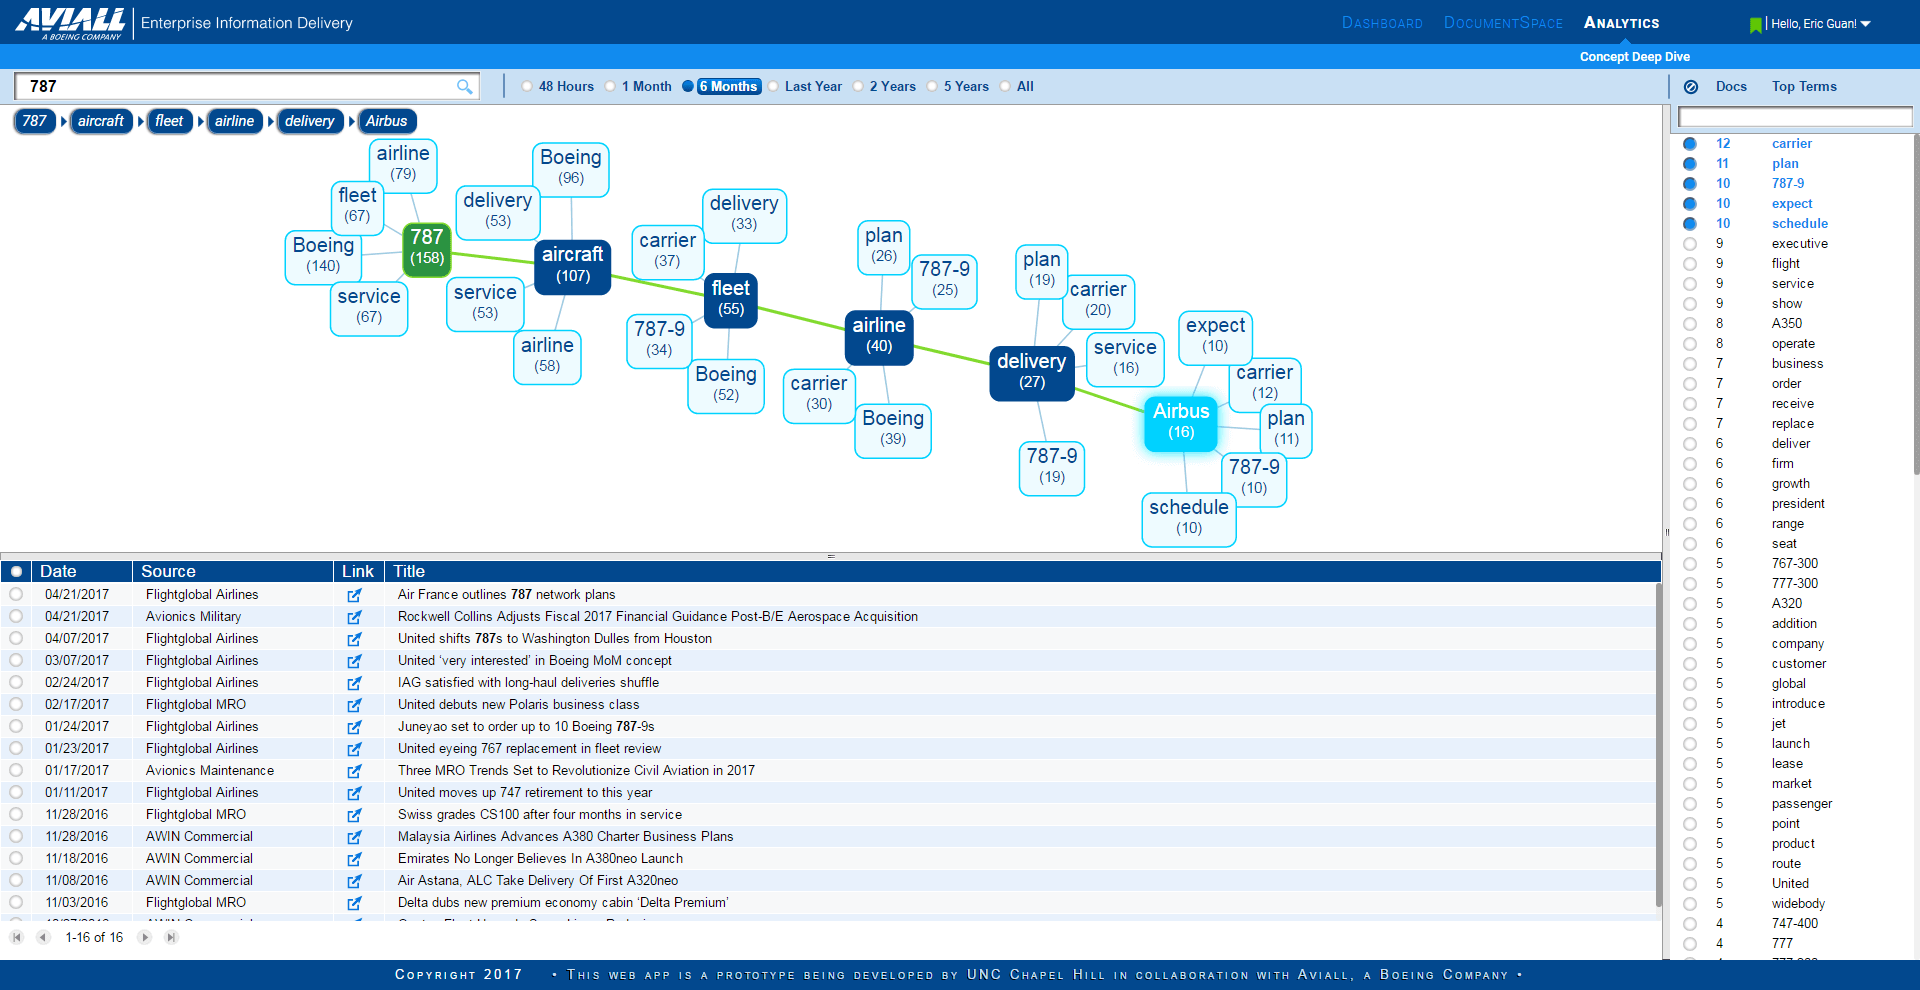 AVIALL
A BOEING COMPANY
Enterprise Information Delivery
Dashboard DocumentSpace Analytics
Hello, Eric Guan!
Concept Deep Dive
787
48 Hours 1 Month 6 Months Last Year 2 Years 5 Years All
Docs Top Terms
787 aircraft fleet airline delivery Airbus
airline
(79)
fleet
(67)
Boeing
(140)
service
(67)
787
(158)
Boeing
(96)
delivery
(53)
service
(53)
airline
(58)
aircraft
(107)
delivery
(33)
carrier
(37)
787-9
(34)
Boeing
(52)
fleet
(55)
plan
(26)
787-9
(25)
carrier
(30)
Boeing
(39)
airline
(40)
plan
(19)
carrier
(20)
service
(16)
787-9
(19)
delivery
(27)
expect
(10)
carrier
(12)
plan
(11)
787-9
(10)
schedule
(10)
Airbus
(16)
Date Source Link Title
04/21/2017 Flightglobal Airlines Air France outlines 787 network plans
04/21/2017 Avionics Military Rockwell Collins Adjusts Fiscal 2017 Financial Guidance Post-B/E Aerospace Acquisition
04/07/2017 Flightglobal Airlines United shifts 787s to Washington Dulles from Houston
03/07/2017 Flightglobal Airlines United ‘very interested’ in Boeing MoM concept
02/24/2017 Flightglobal Airlines IAG satisfied with long-haul deliveries shuffle
02/17/2017 Flightglobal MRO United debuts new Polaris business class
01/24/2017 Flightglobal Airlines Juneyao set to order up to 10 Boeing 787-9s
01/23/2017 Flightglobal Airlines United eyeing 767 replacement in fleet review
01/17/2017 Avionics Maintenance Three MRO Trends Set to Revolutionize Civil Aviation in 2017
01/11/2017 Flightglobal Airlines United moves up 747 retirement to this year
11/28/2016 Flightglobal MRO Swiss grades CS100 after four months in service
11/28/2016 AWIN Commercial Malaysia Airlines Advances A380 Charter Business Plans
11/18/2016 AWIN Commercial Emirates No Longer Believes In A380neo Launch
11/08/2016 AWIN Commercial Air Astana, ALC Take Delivery Of First A320neo
11/03/2016 Flightglobal MRO Delta dubs new premium economy cabin ‘Delta Premium’
1-16 of 16
12 carrier
11 plan
10 787-9
10 expect
10 schedule
9 executive
9 flight
9 service
9 show
8 A350
8 operate
7 business
7 order
7 receive
7 replace
6 deliver
6 firm
6 growth
6 president
6 range
6 seat
5 767-300
5 777-300
5 A320
5 addition
5 company
5 customer
5 global
5 introduce
5 jet
5 launch
5 lease
5 market
5 passenger
5 point
5 product
5 route
5 United
5 widebody
4 747-400
4 777
Copyright 2017 • This web app is a prototype being developed by UNC Chapel Hill in collaboration with Aviall, a Boeing Company •